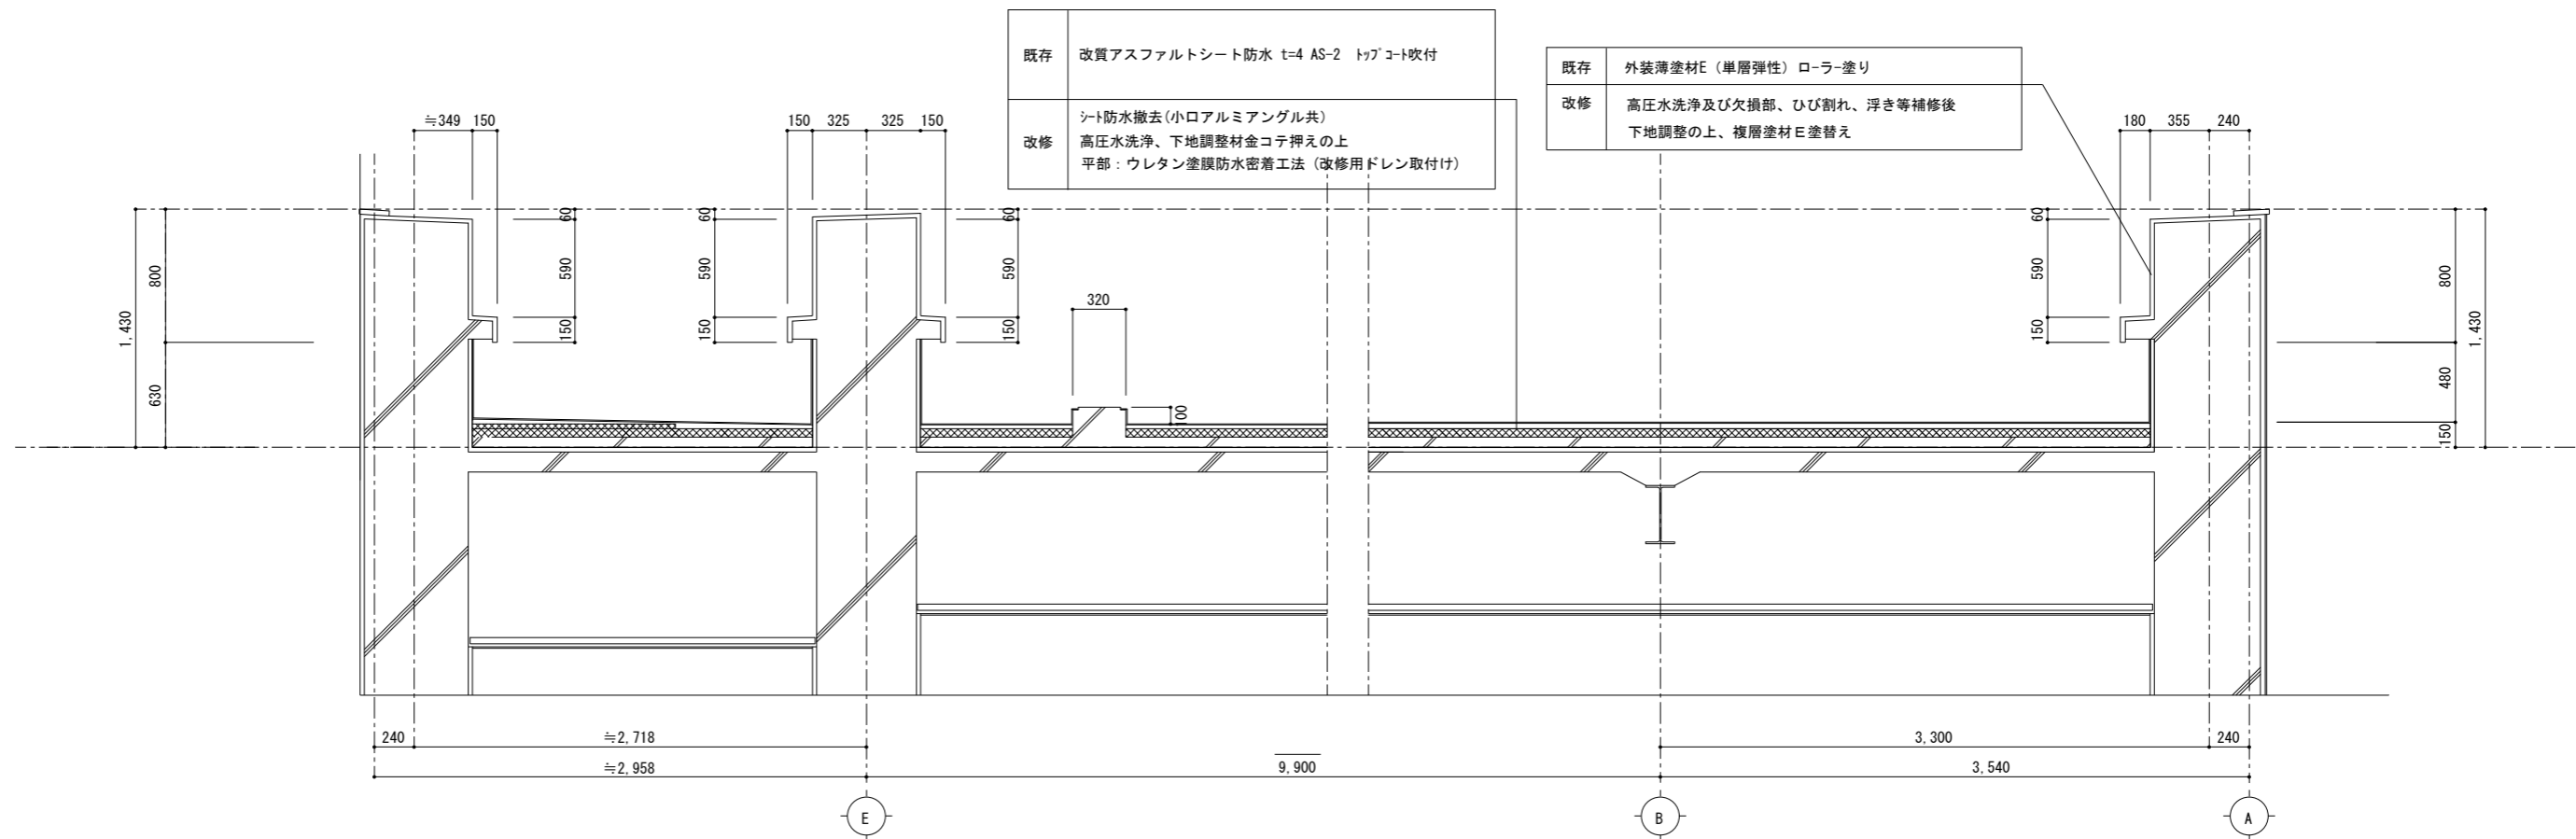 既存 改質アスファルトシート防水 t=4 AS-2 ﾄｯﾌﾟｺｰﾄ吹付
改修 ｼｰﾄ防水撤去(小口アルミアングル共)
高圧水洗浄、下地調整材金コテ押えの上
平部：ウレタン塗膜防水密着工法（改修用ドレン取付け）
既存 外装薄塗材E（単層弾性）ローラー塗り
改修 高圧水洗浄及び欠損部、ひび割れ、浮き等補修後
下地調整の上、複層塗材Ｅ塗替え
≒349 150 150 325 325 150 180 355 240
1,430 800 630
60 590 150
60 590 150
60 590 150
320
100
60 590 150
800 480 150 1,430
240 ≒2,718 3,300 240
≒2,958 9,900 3,540
E B A